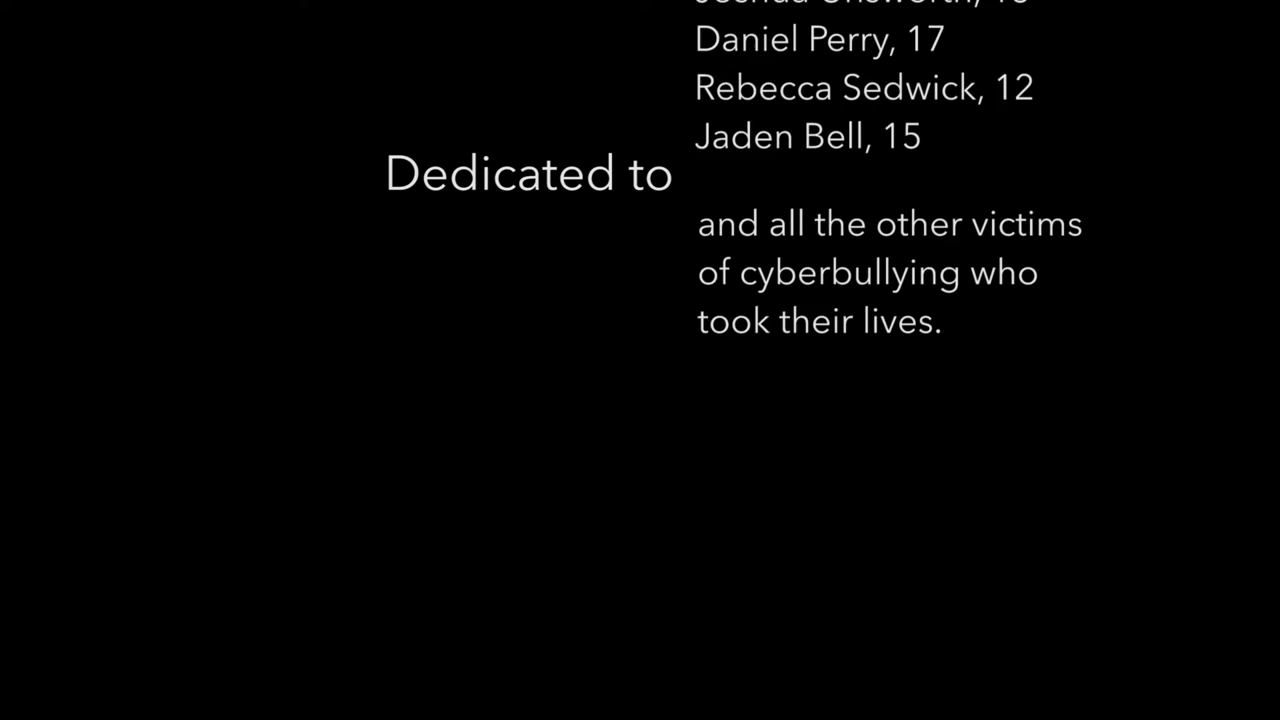 Daniel Perry, 17
Rebecca Sedwick, 12
Jaden Bell, 15
Dedicated to
and all the other victims
of cyberbullying who
took their lives.